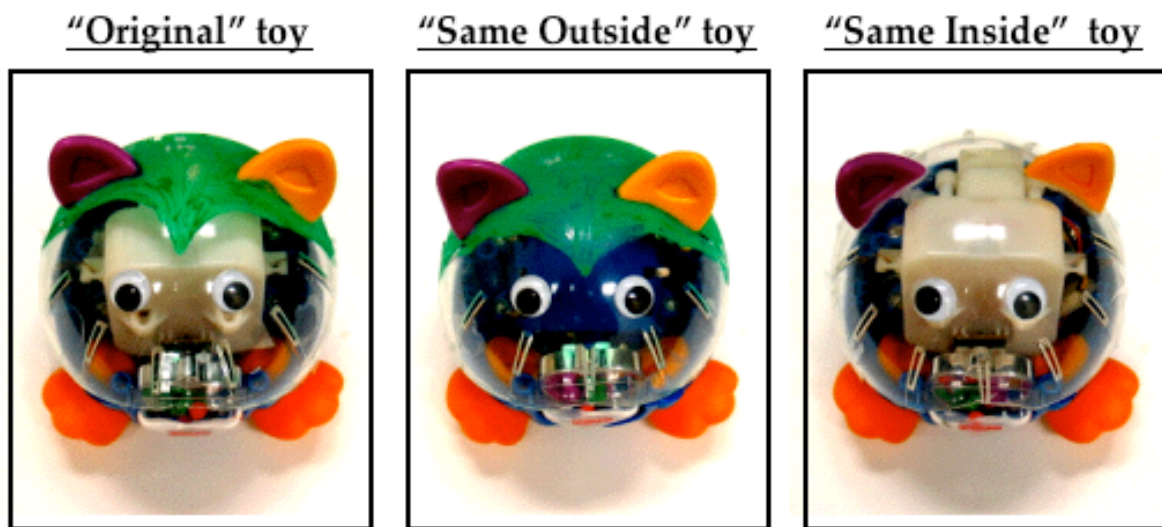 “Original” toy
“Same Outside” toy
“Same Inside” toy